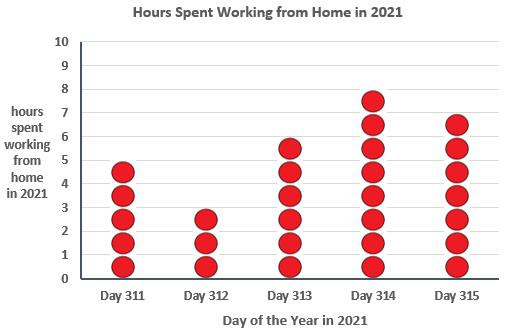 Hours Spent Working from Home in 2021
10
9
8
7
6
5
4
3
2
1
0
hours
spent
working
from
home
in 2021
Day 311 Day 312 Day 313 Day 314 Day 315
Day of the Year in 2021